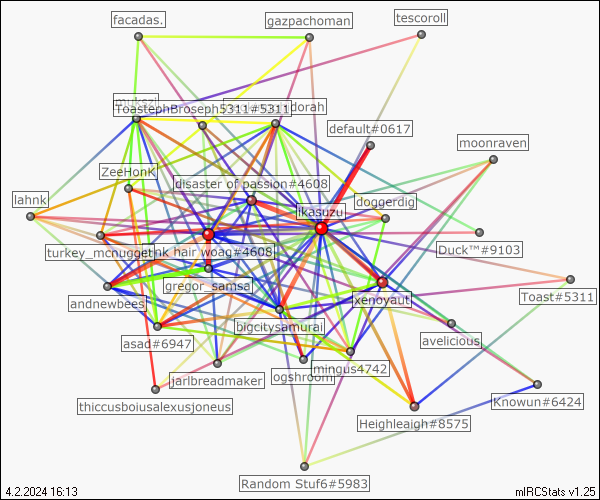 facadas.
gazpachoman
tescoroll
ToastephBroseph5311#5311
dorah
default#0617
moonraven
ZeeHonK
disaster of passion#4608
lahnk
ikasuzu
doggerdig
turkey_mcnugget
pink hair woag#4608
Duck™#9103
gregor_samsa
andnewbees
xenoyaut
Toast#5311
bigcitysamurai
asad#6947
avelicious
ogshroom
mingus4742
jarlbreadmaker
thiccusboiusalexusjoneus
Heighleaigh#8575
Knowun#6424
Random Stuf6#5983
4.2.2024 16:13
mIRCStats v1.25